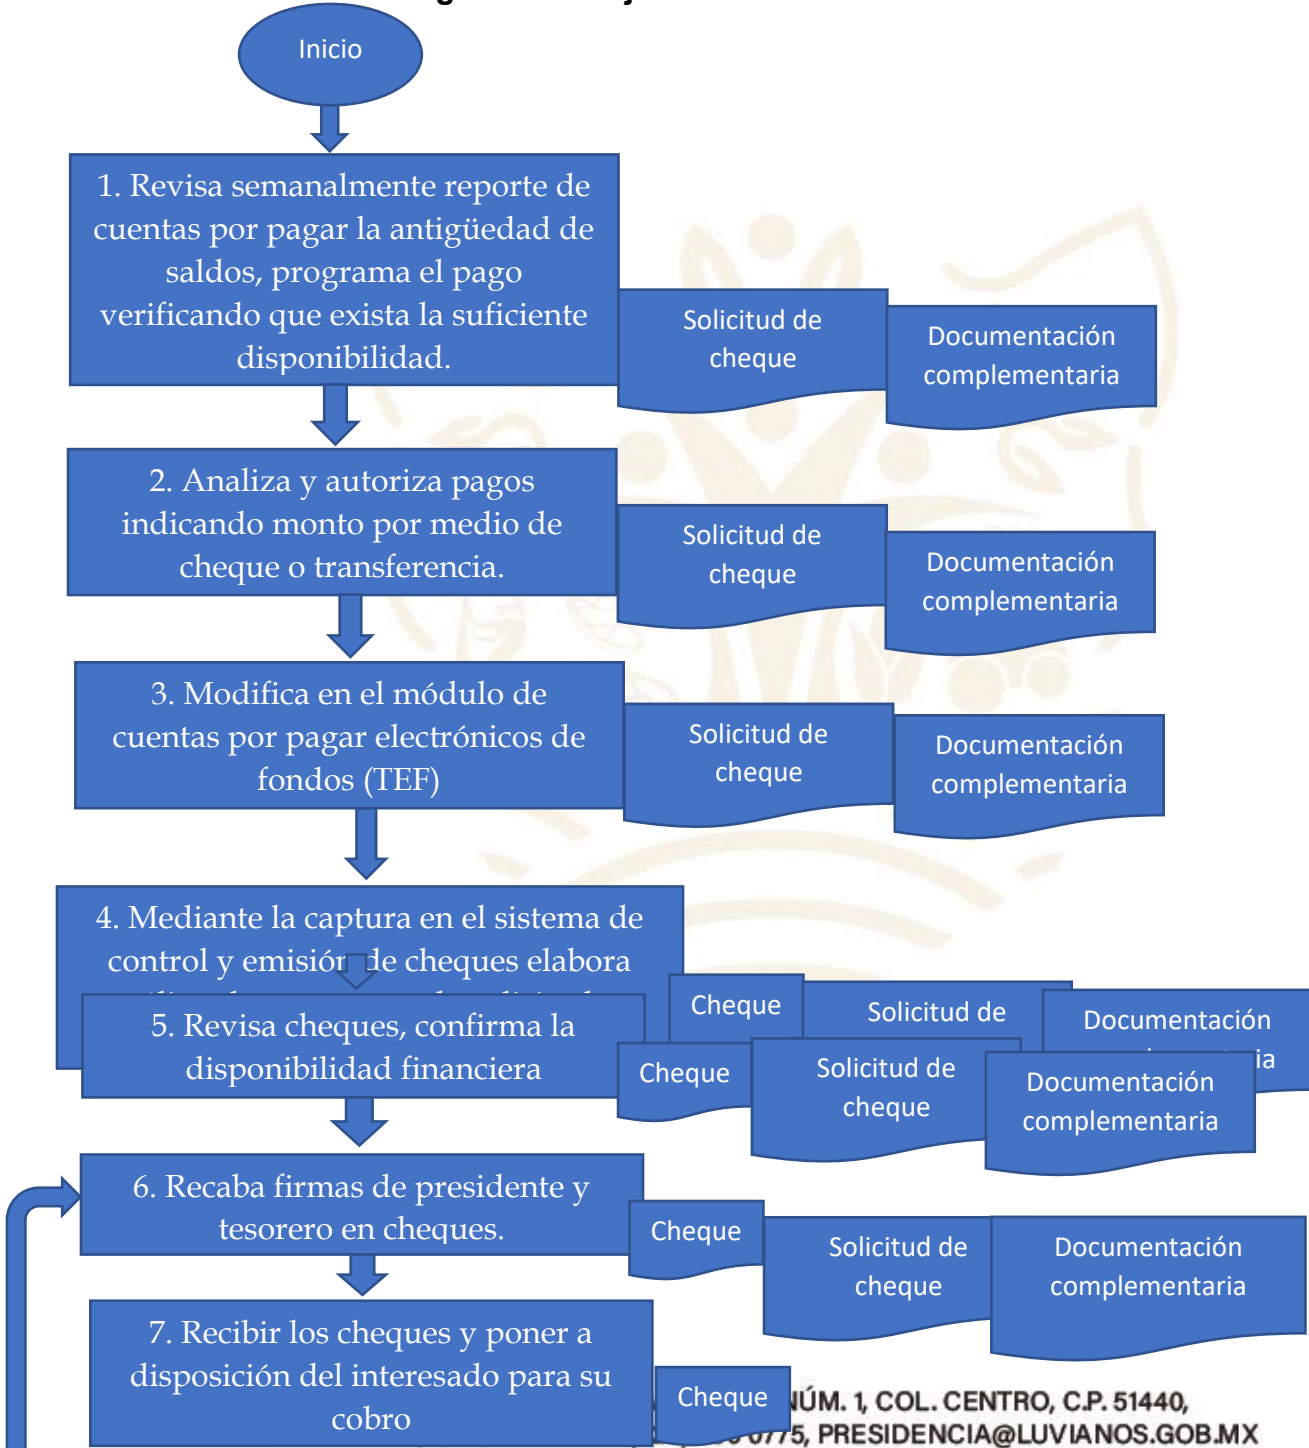 Inicio
1. Revisa semanalmente reporte de
cuentas por pagar la antigüedad de
saldos, programa el pago
verificando que exista la suficiente
disponibilidad.
Solicitud de
cheque
Documentación
complementaria
2. Analiza y autoriza pagos
indicando monto por medio de
cheque o transferencia.
Solicitud de
cheque
Documentación
complementaria
3. Modifica en el módulo de
cuentas por pagar electrónicos de
fondos (TEF)
Solicitud de
cheque
Documentación
complementaria
4. Mediante la captura en el sistema de
control y emisión de cheques elabora
Cheque
Solicitud de
Documentación
5. Revisa cheques, confirma la
disponibilidad financiera
Cheque
Solicitud de
cheque
Documentación
complementaria
6. Recaba firmas de presidente y
tesorero en cheques.
Cheque
Solicitud de
cheque
Documentación
complementaria
7. Recibir los cheques y poner a
disposición del interesado para su
cobro
Cheque
NÚM. 1, COL. CENTRO, C.P. 51440,
0775, PRESIDENCIA@LUVIANOS.GOB.MX